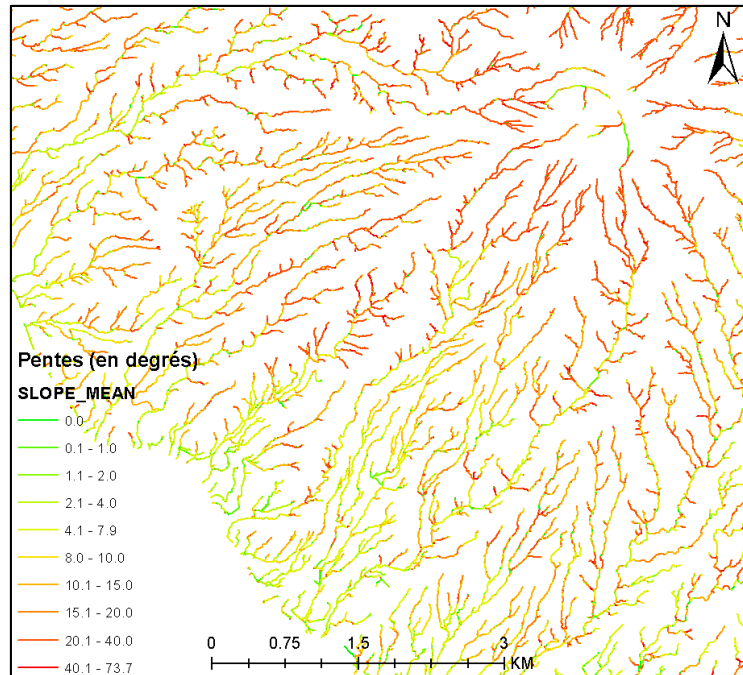 N
Pentes (en degrés)
SLOPE_MEAN
0.0
0.1 - 1.0
1.1 - 2.0
2.1 - 4.0
4.1 - 7.9
8.0 - 10.0
10.1 - 15.0
15.1 - 20.0
20.1 - 40.0
40.1 - 73.7
0 0.75 1.5 3
KM